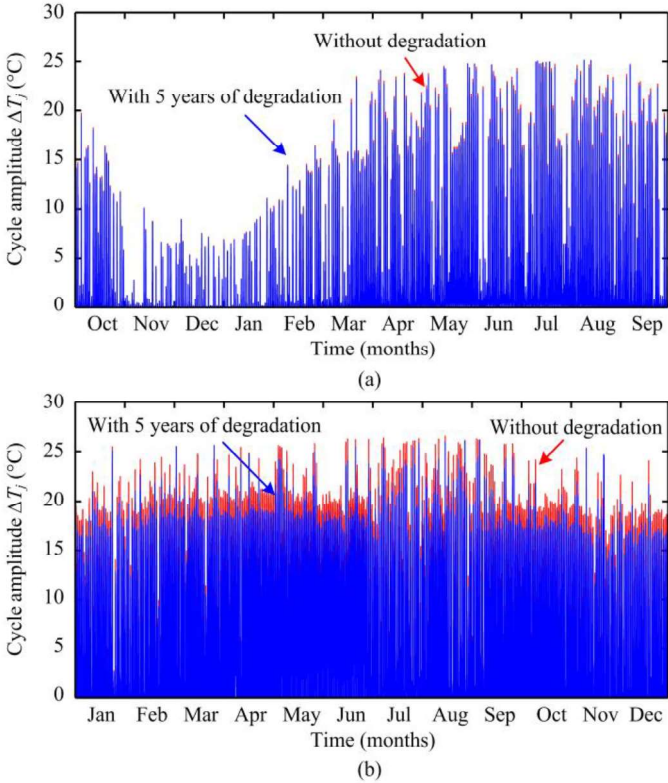 30
25
20
15
10
5
0
Cycle amplitude ΔTj (°C)
Without degradation
With 5 years of degradation
Oct Nov Dec Jan Feb Mar Apr May Jun Jul Aug Sep
Time (months)
(a)
30
25
20
15
10
5
0
Cycle amplitude ΔTj (°C)
With 5 years of degradation
Without degradation
Jan Feb Mar Apr May Jun Jul Aug Sep Oct Nov Dec
Time (months)
(b)